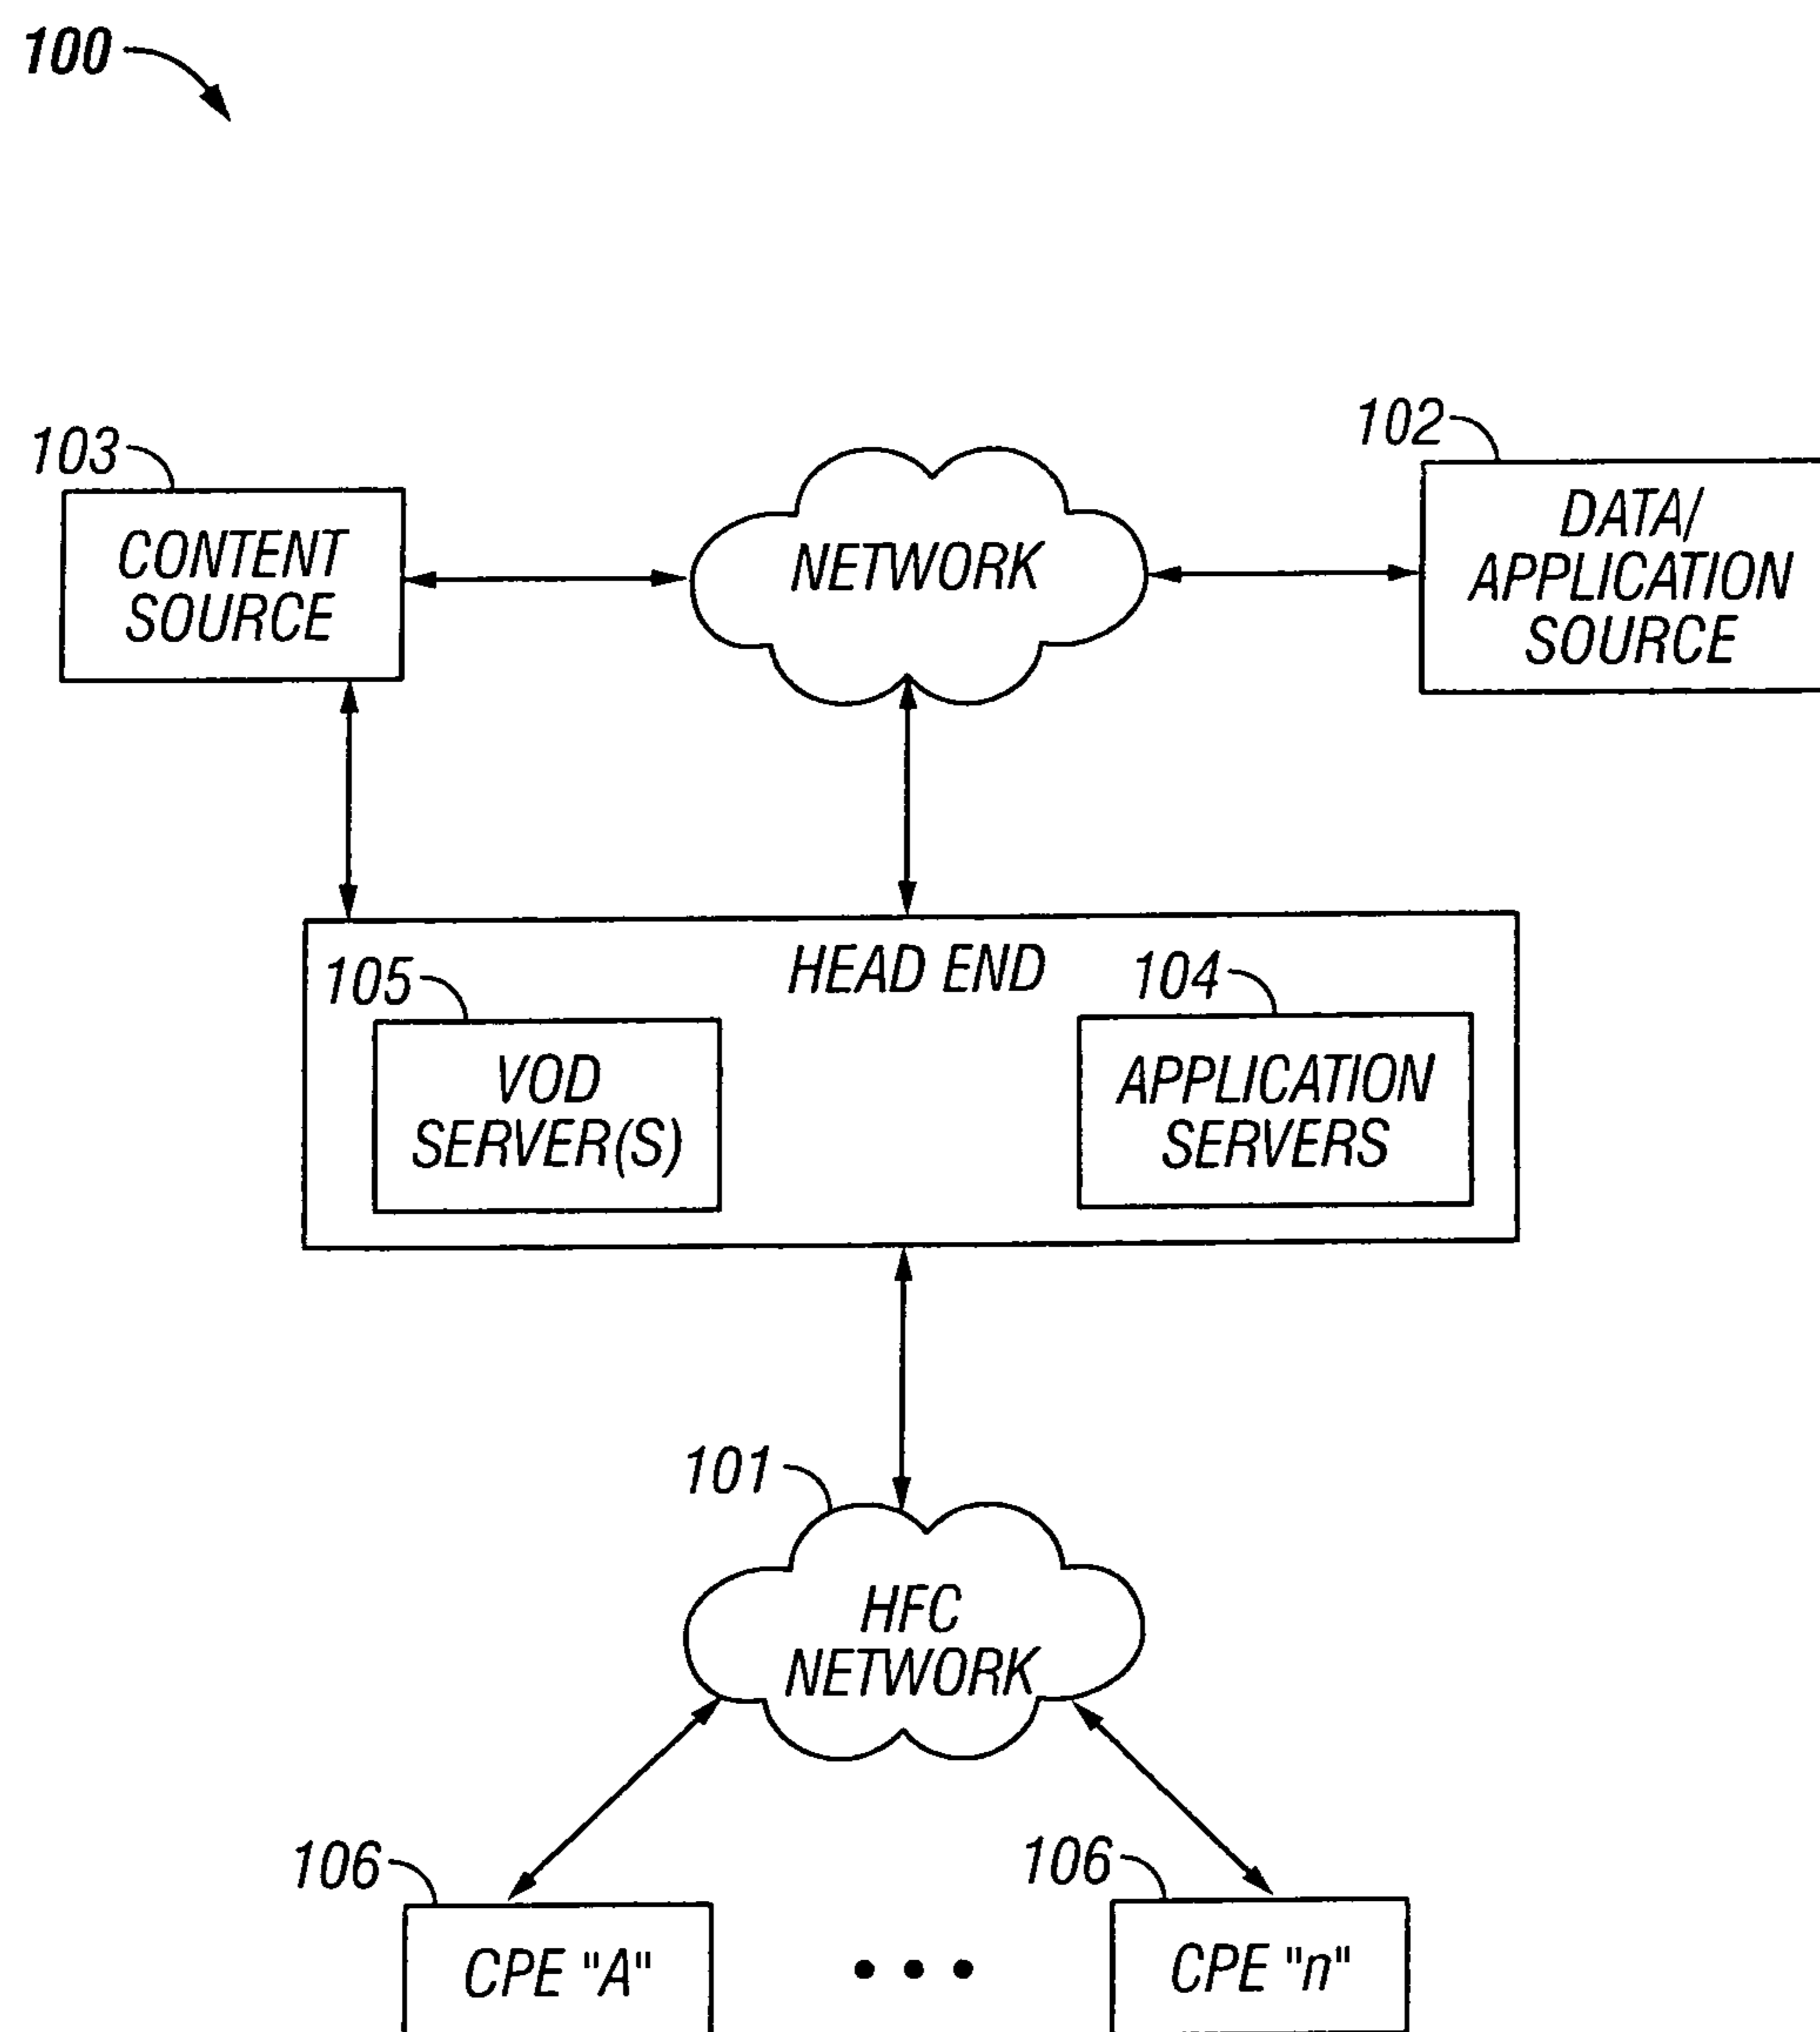 100
103
CONTENT
SOURCE
NETWORK
102
DATA/
APPLICATION
SOURCE
HEAD END
105
VOD
SERVER(S)
104
APPLICATION
SERVERS
101
HFC
NETWORK
106
CPE "A"
106
CPE "n"